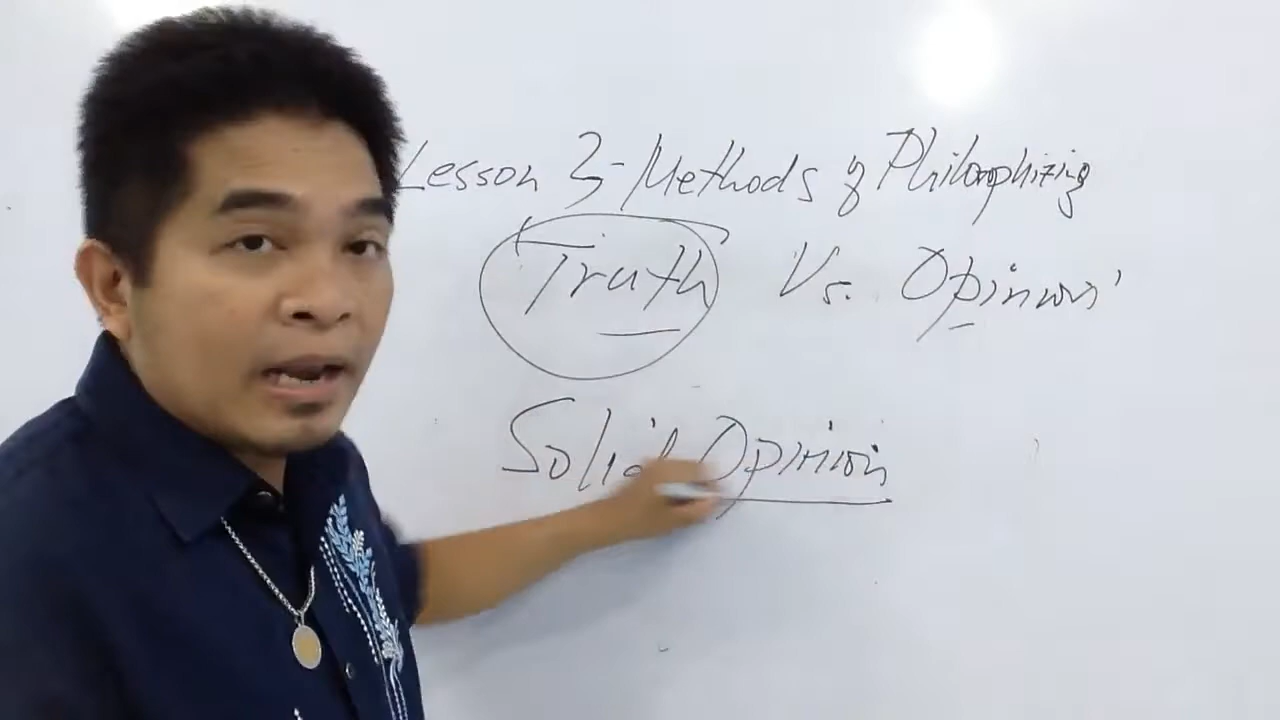 Lesson 3- Methods of Philosophizing
Truth Vs. Opinion
Solid Opinion